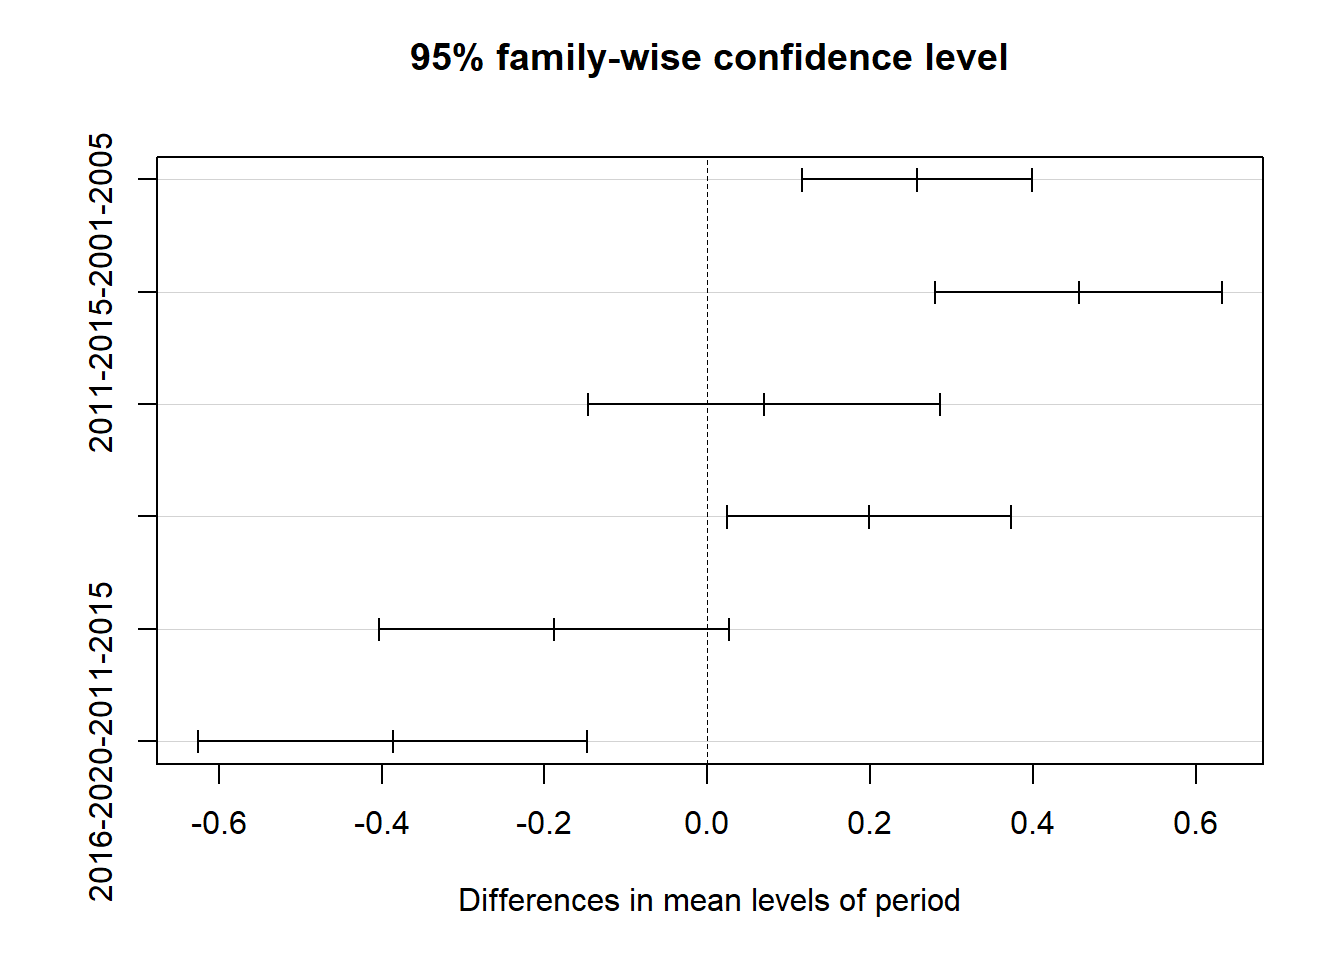 95% family-wise confidence level
2011-2015-2001-2005
2016-2020-2011-2015
-0.6 -0.4 -0.2 0.0 0.2 0.4 0.6
Differences in mean levels of period